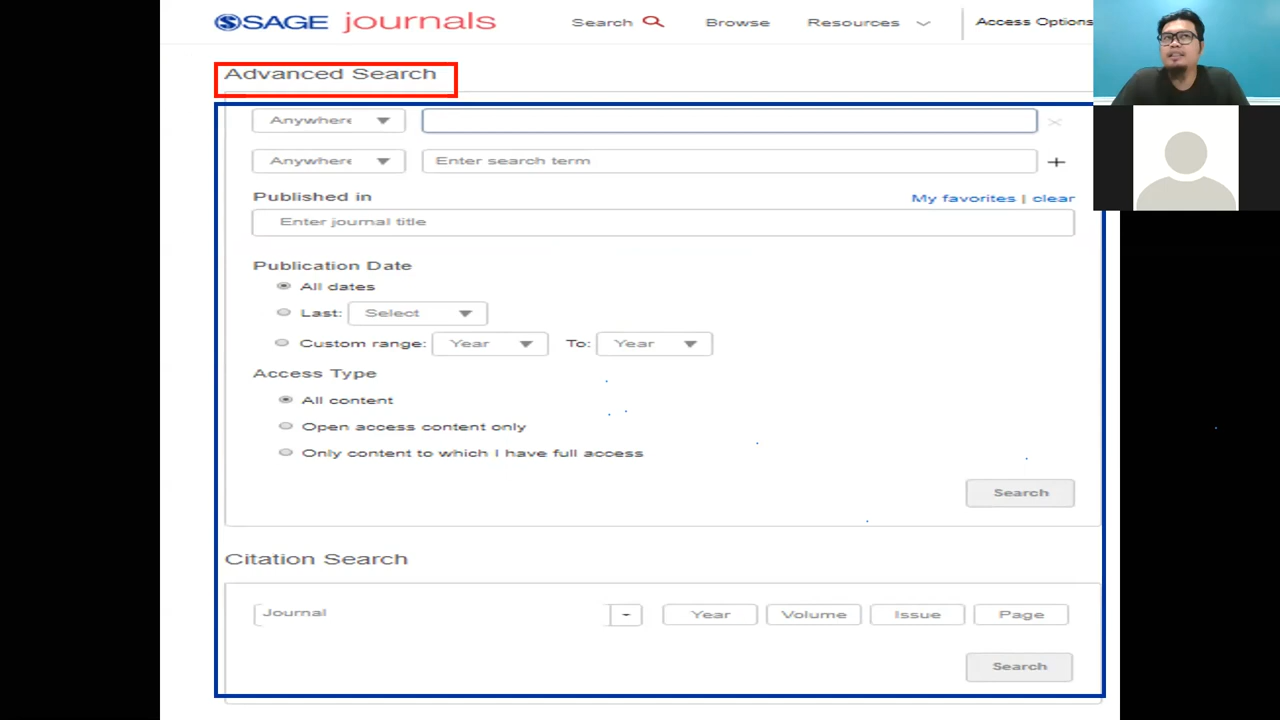 SAGE journals Search Browse Resources Access Options
Advanced Search
Anywhere
Anywhere Enter search term +
Published in My favorites | clear
Enter journal title
Publication Date
All dates
Last: Select
Custom range: Year To: Year
Access Type
All content
Open access content only
Only content to which I have full access
Search
Citation Search
Journal Year Volume Issue Page
Search